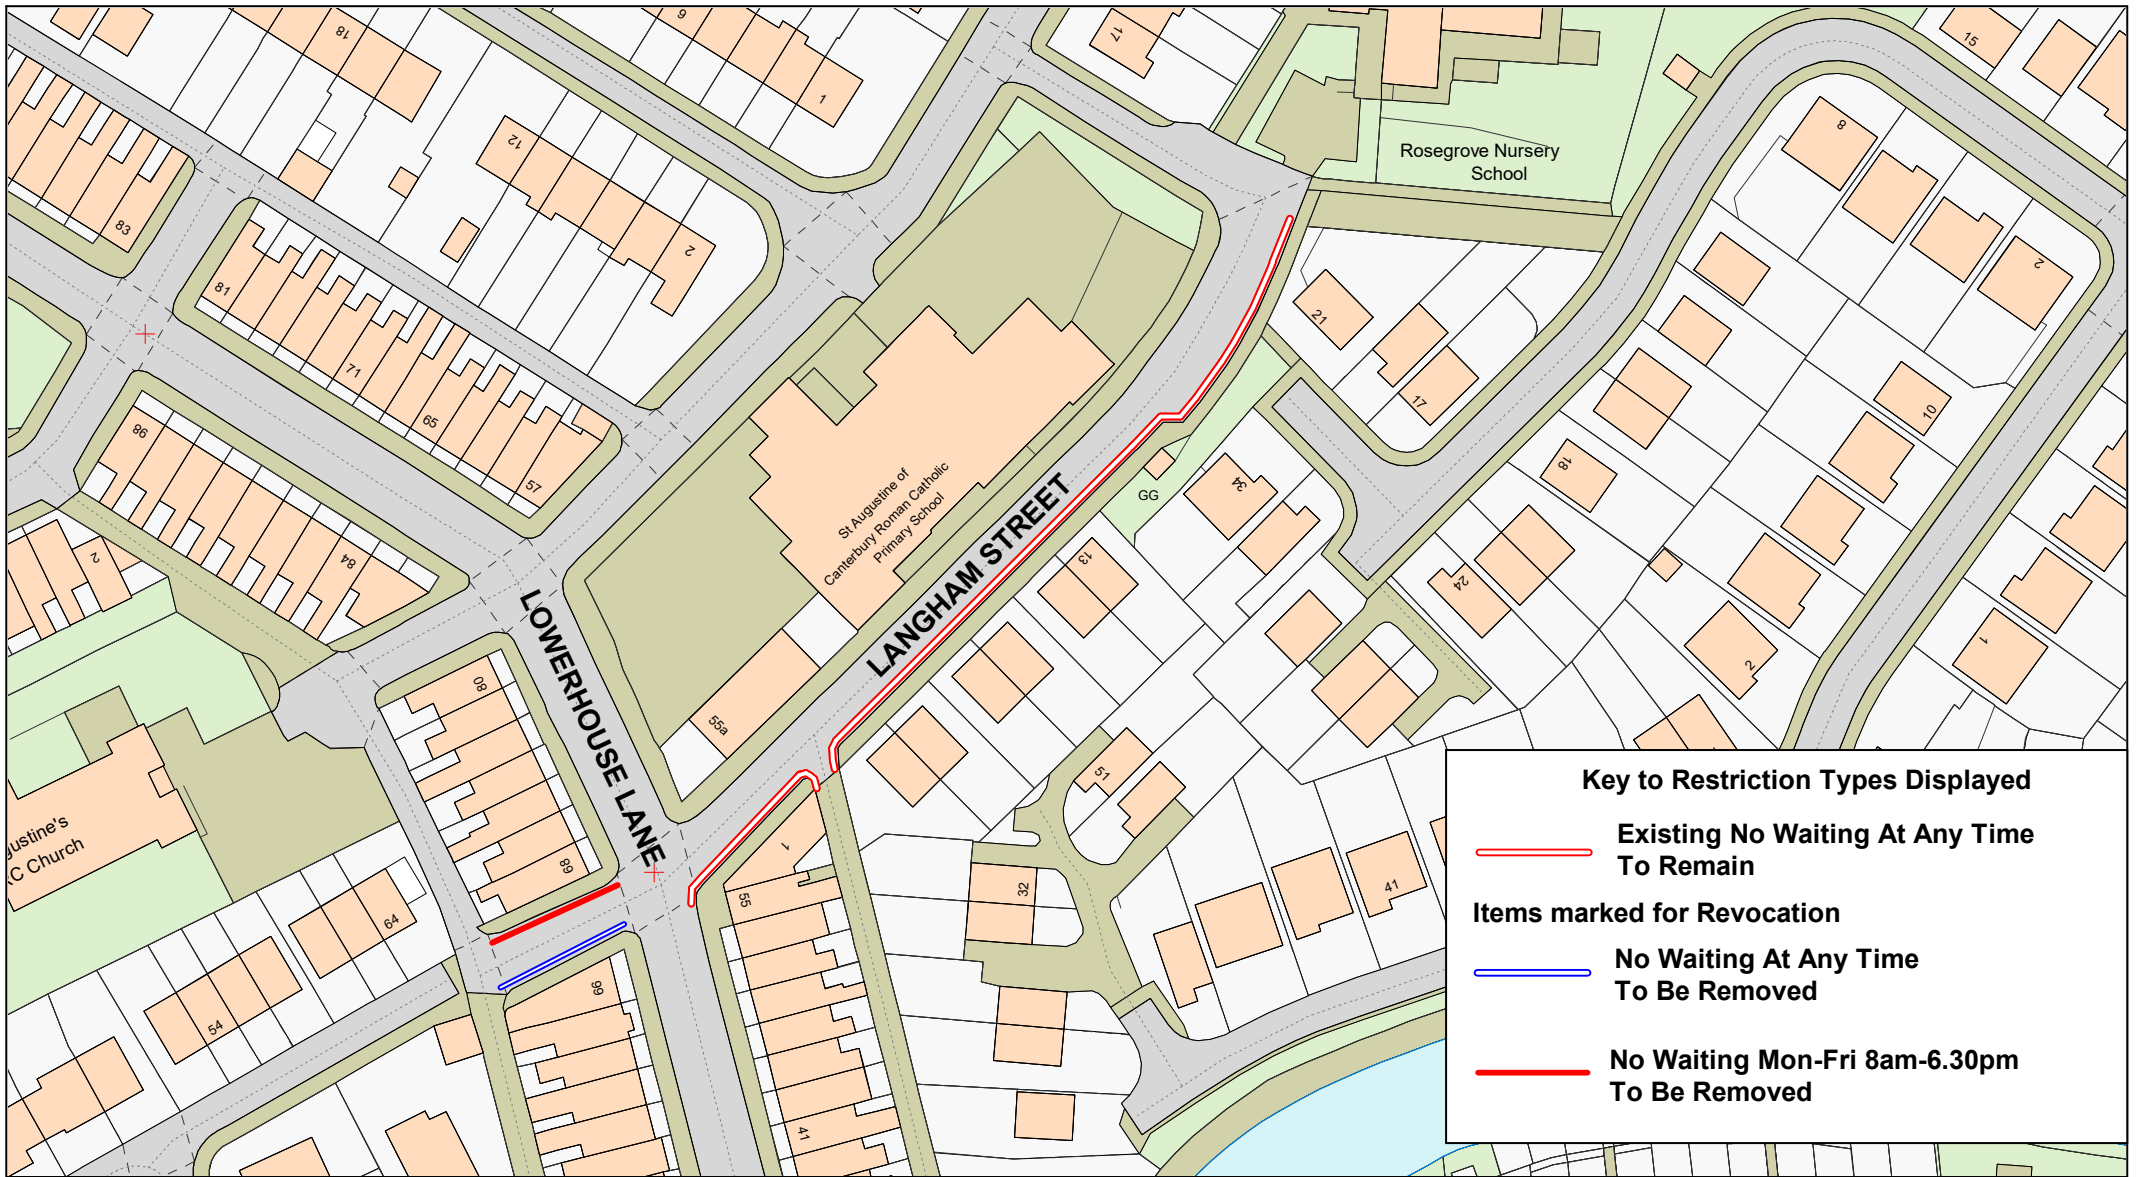 18
9
1
17
15
8
12
2
2
83
81
71
65
57
96
84
2
21
17
10
18
34
13
24
2
1
Rosegrove Nursery
School
St Augustine of
Canterbury Roman Catholic
Primary School
GG
LANGHAM STREET
LOWERHOUSE LANE
55a
80
68
66
64
54
55
1
51
32
41
41
ustine's
RC Church
Key to Restriction Types Displayed
Existing No Waiting At Any Time
To Remain
Items marked for Revocation
No Waiting At Any Time
To Be Removed
No Waiting Mon-Fri 8am-6.30pm
To Be Removed